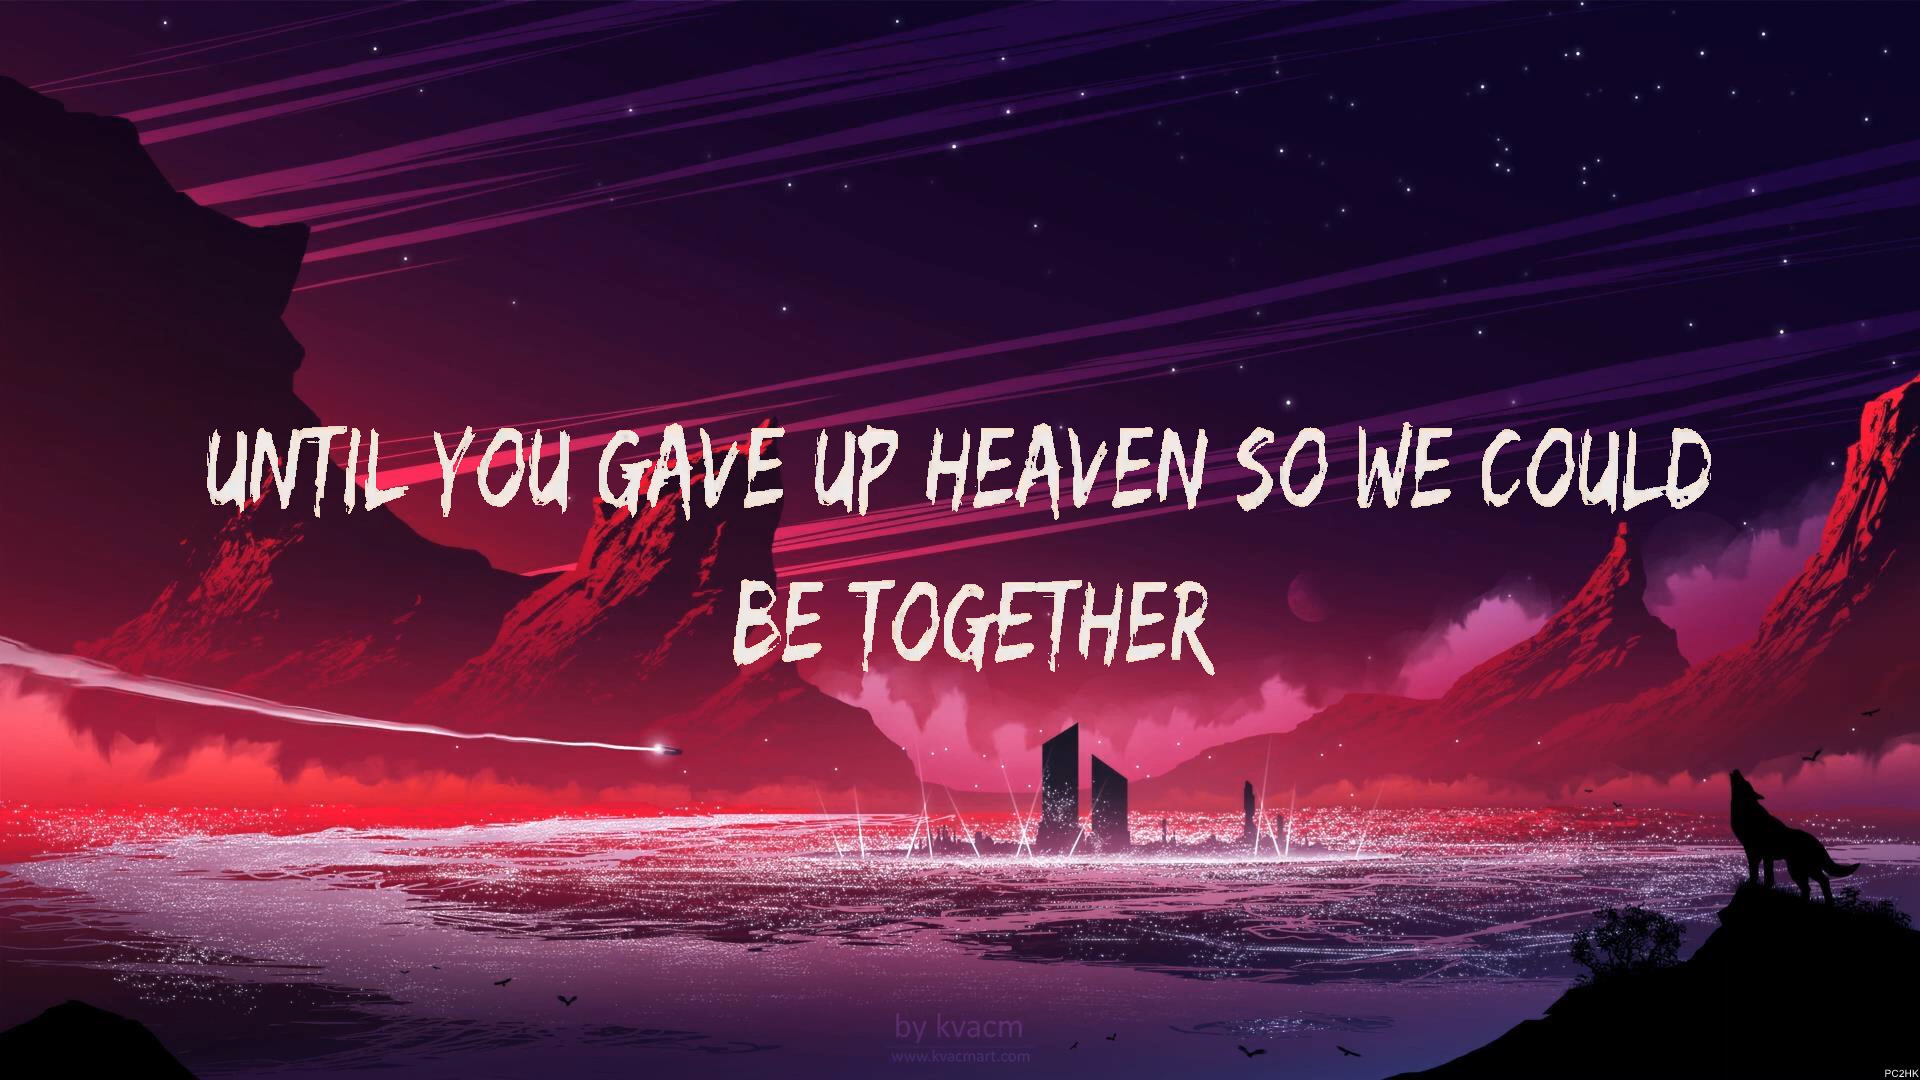 UNTIL YOU GAVE UP HEAVEN SO WE COULD
BE TOGETHER
by kvacm
www.kvacmart.com
PC2HK